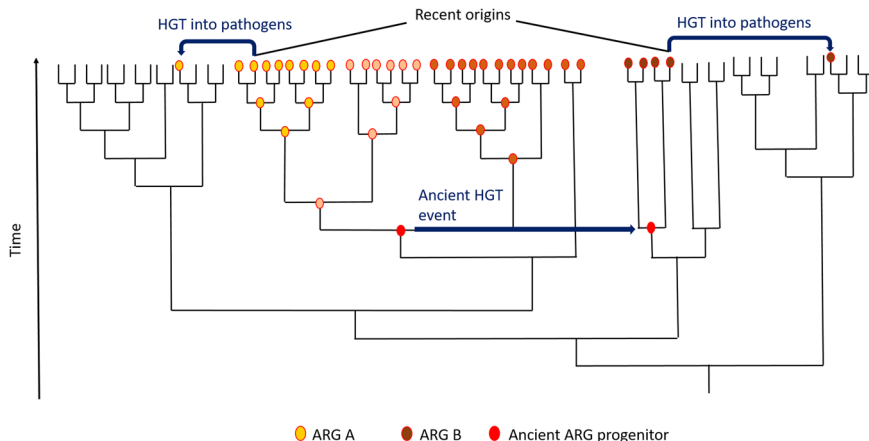 Recent origins
HGT into pathogens
HGT into pathogens
Ancient HGT
event
Time
ARG A
ARG B
Ancient ARG progenitor